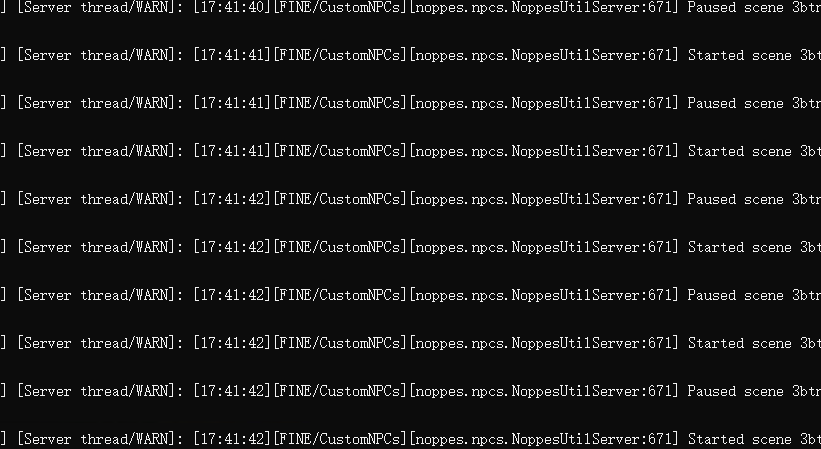 ] [Server thread/WARN]: [17:41:40][FINE/CustomNPCs][noppes.npcs.NoppesUtilServer:671] Paused scene 3btn
] [Server thread/WARN]: [17:41:41][FINE/CustomNPCs][noppes.npcs.NoppesUtilServer:671] Started scene 3bt
] [Server thread/WARN]: [17:41:41][FINE/CustomNPCs][noppes.npcs.NoppesUtilServer:671] Paused scene 3btn
] [Server thread/WARN]: [17:41:41][FINE/CustomNPCs][noppes.npcs.NoppesUtilServer:671] Started scene 3bt
] [Server thread/WARN]: [17:41:42][FINE/CustomNPCs][noppes.npcs.NoppesUtilServer:671] Paused scene 3btn
] [Server thread/WARN]: [17:41:42][FINE/CustomNPCs][noppes.npcs.NoppesUtilServer:671] Started scene 3bt
] [Server thread/WARN]: [17:41:42][FINE/CustomNPCs][noppes.npcs.NoppesUtilServer:671] Paused scene 3btn
] [Server thread/WARN]: [17:41:42][FINE/CustomNPCs][noppes.npcs.NoppesUtilServer:671] Started scene 3bt
] [Server thread/WARN]: [17:41:42][FINE/CustomNPCs][noppes.npcs.NoppesUtilServer:671] Paused scene 3btn
] [Server thread/WARN]: [17:41:42][FINE/CustomNPCs][noppes.npcs.NoppesUtilServer:671] Started scene 3bt